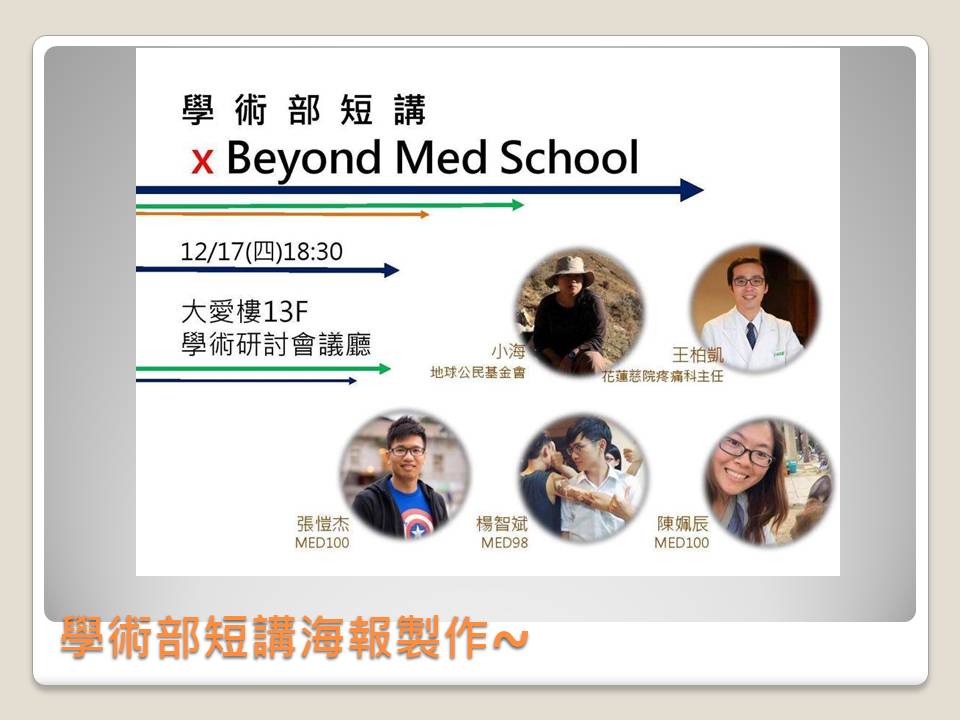 學術部短講
x Beyond Med School
12/17(四)18:30
大愛樓13F
學術研討會議廳
小海
地球公民基金會
王柏凱
花蓮慈院疼痛科主任
張愷杰
MED100
楊智斌
MED98
陳姵辰
MED100
學術部短講海報製作~